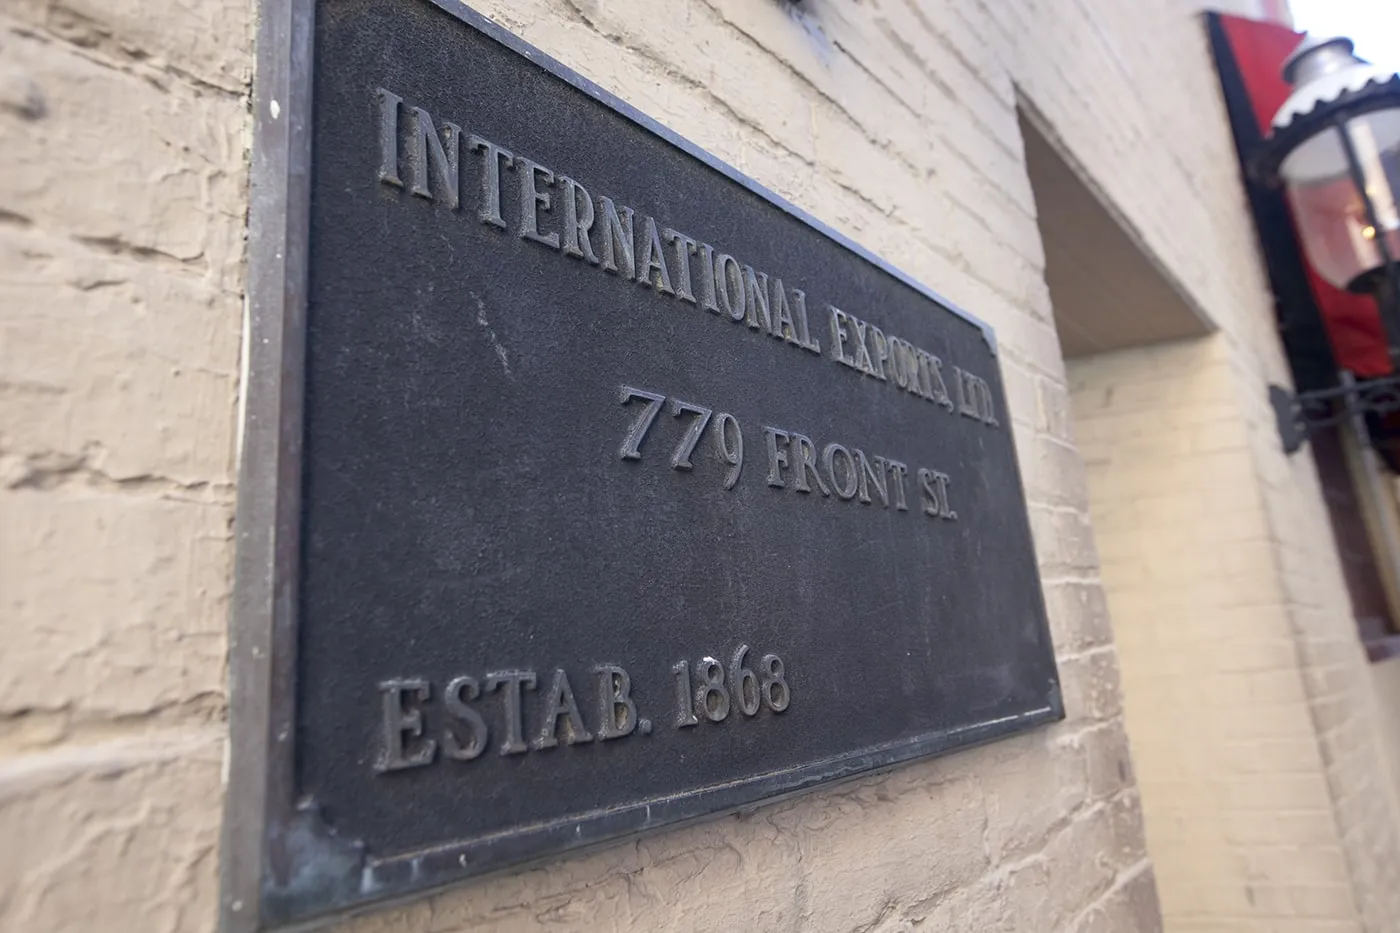 INTERNATIONAL EXPORTS, LTD.
779 FRONT ST.
ESTAB. 1868